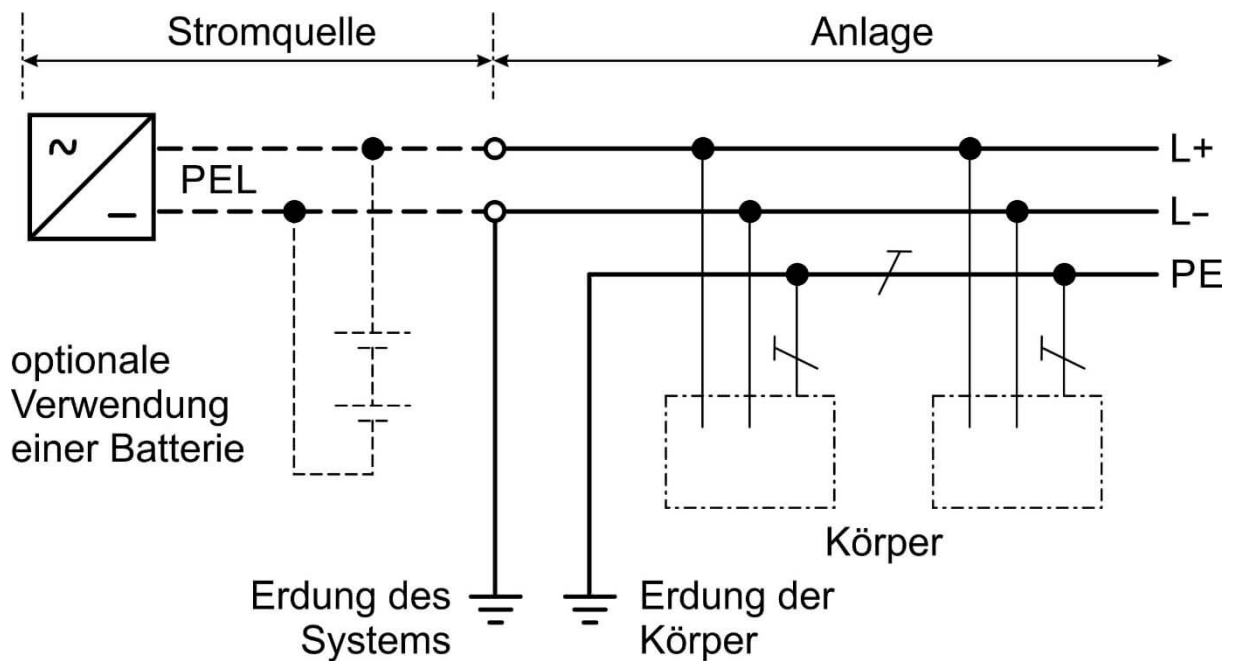 Stromquelle
Anlage
L+
PEL
L–
PE
optionale
Verwendung
einer Batterie
Körper
Erdung des
Systems
Erdung der
Körper